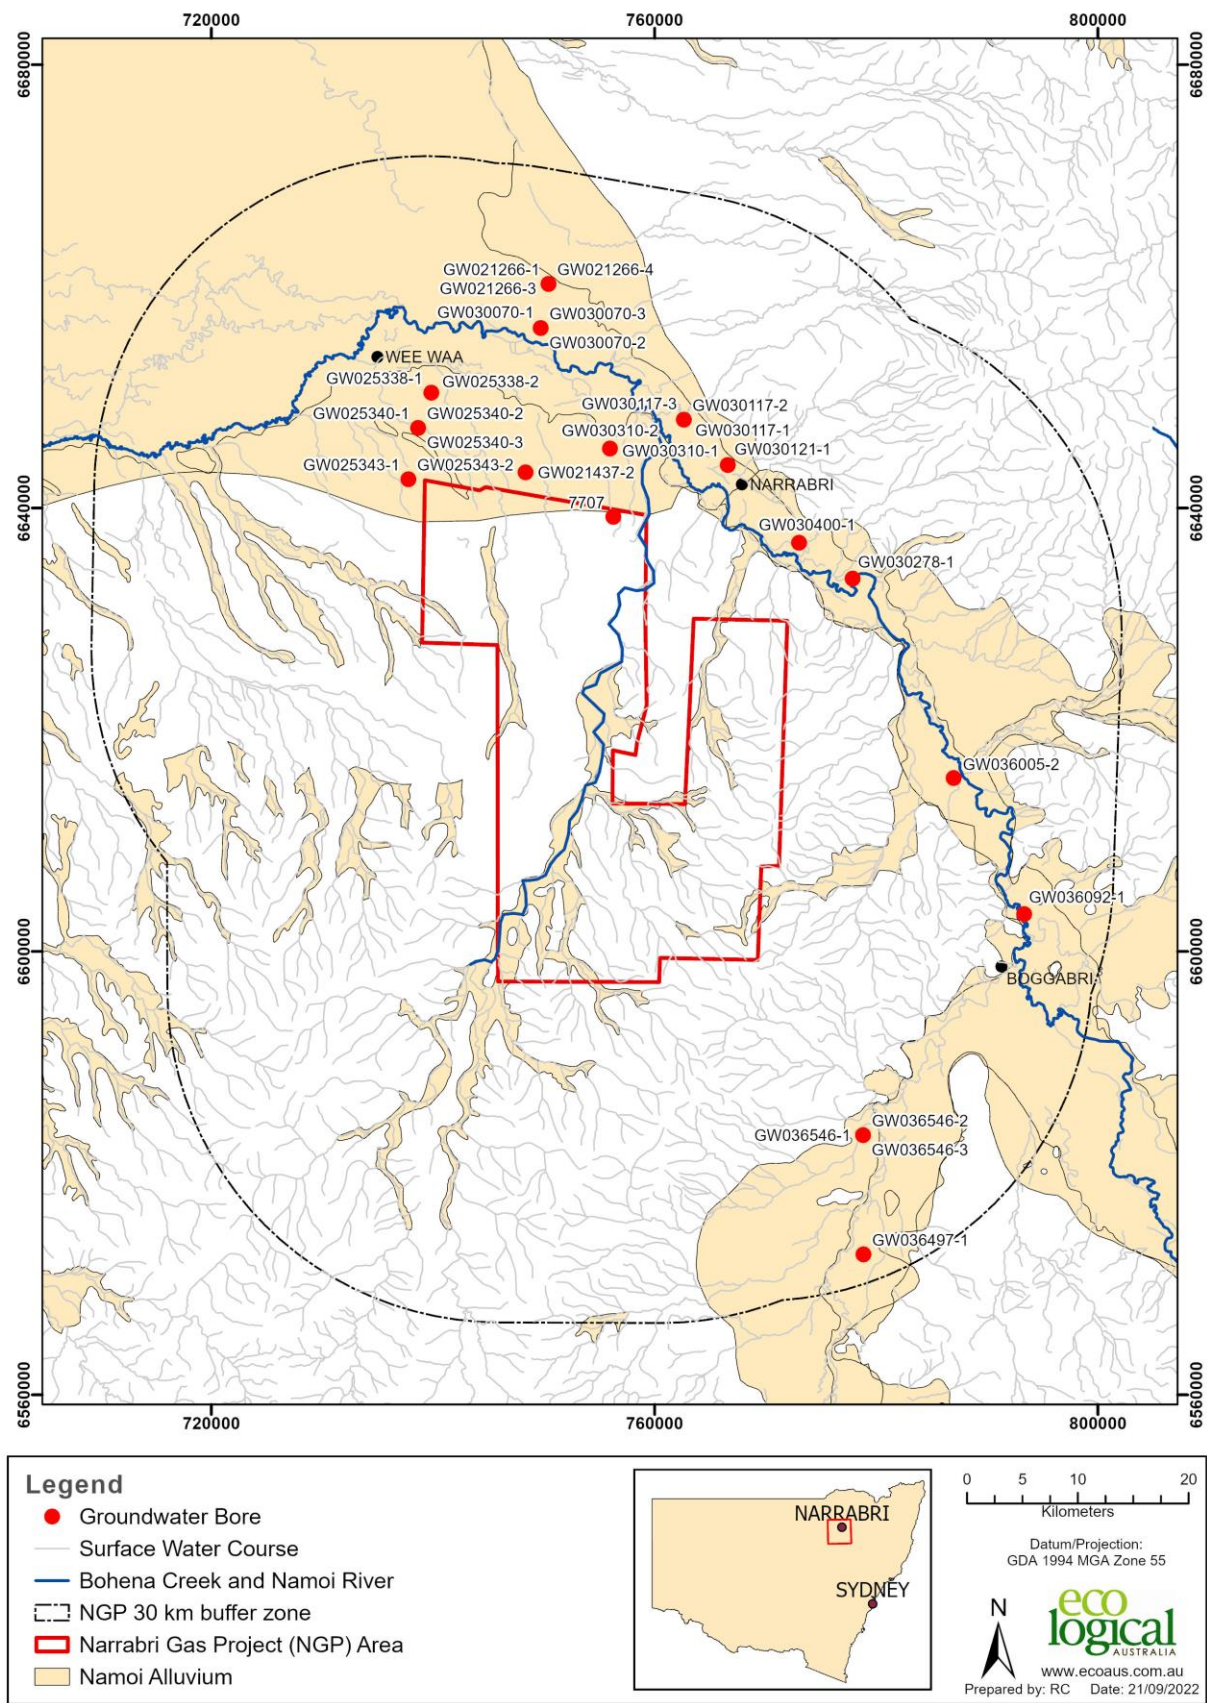 720000
760000
800000
6680000
6680000
GW021266-1
GW021266-4
GW021266-3
GW030070-1
GW030070-3
GW030070-2
WEE WAA
GW025338-1
GW025338-2
GW030117-3
GW030117-2
GW025340-1
GW025340-2
GW030117-1
GW030310-2
GW025340-3
GW030310-1
GW030121-1
GW025343-1
GW025343-2
GW021437-2
NARRABRI
7707
6640000
6640000
GW030400-1
GW030278-1
GW036005-2
GW036092-1
6600000
6600000
BOGGABRI
GW036546-2
GW036546-1
GW036546-3
GW036497-1
6560000
6560000
720000
760000
800000
Legend
Groundwater Bore
Surface Water Course
Bohena Creek and Namoi River
NGP 30 km buffer zone
Narrabri Gas Project (NGP) Area
Namoi Alluvium
NARRABRI
SYDNEY
0 5 10 20
Kilometers
Datum/Projection:
GDA 1994 MGA Zone 55
N
eco
logical
AUSTRALIA
www.ecoaus.com.au
Prepared by: RC Date: 21/09/2022